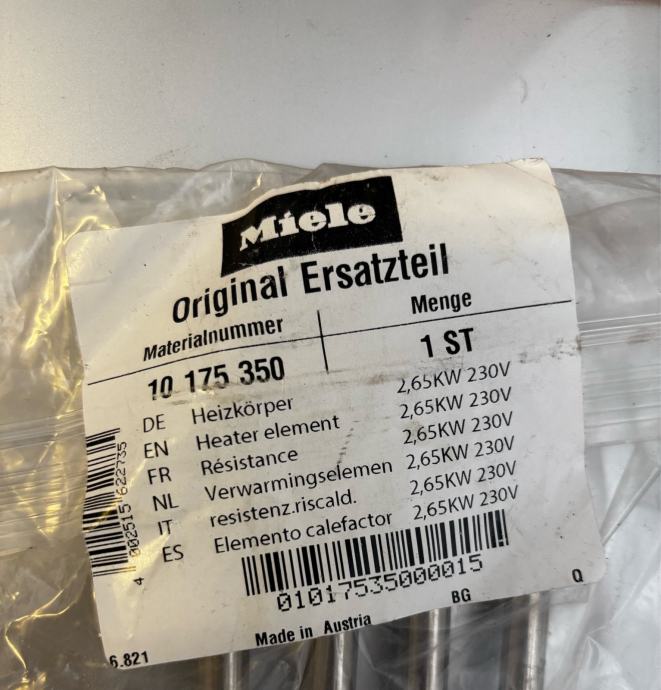 Miele
Original Ersatzteil
Materialnummer Menge
10 175 350 1 ST
DE Heizkörper 2,65KW 230V
EN Heater element 2,65KW 230V
FR Résistance 2,65KW 230V
NL Verwarmingselemen 2,65KW 230V
IT resistenz.riscald. 2,65KW 230V
ES Elemento calefactor 2,65KW 230V
4 002515 622735
01017535000015
Made in Austria BG Q
6.821